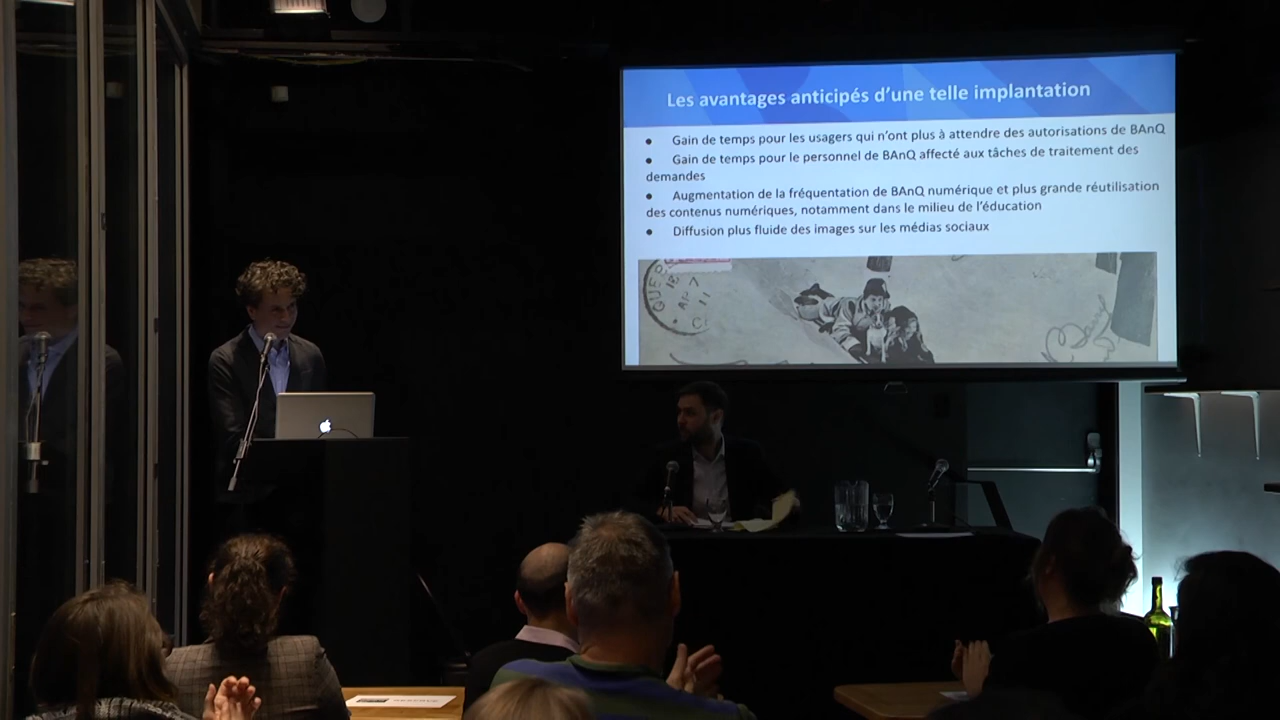 Les avantages anticipés d'une telle implantation
● Gain de temps pour les usagers qui n'ont plus à attendre des autorisations de BAnQ
● Gain de temps pour le personnel de BAnQ affecté aux tâches de traitement des
demandes
● Augmentation de la fréquentation de BAnQ numérique et plus grande réutilisation
des contenus numériques, notamment dans le milieu de l'éducation
● Diffusion plus fluide des images sur les médias sociaux
AP 7
11